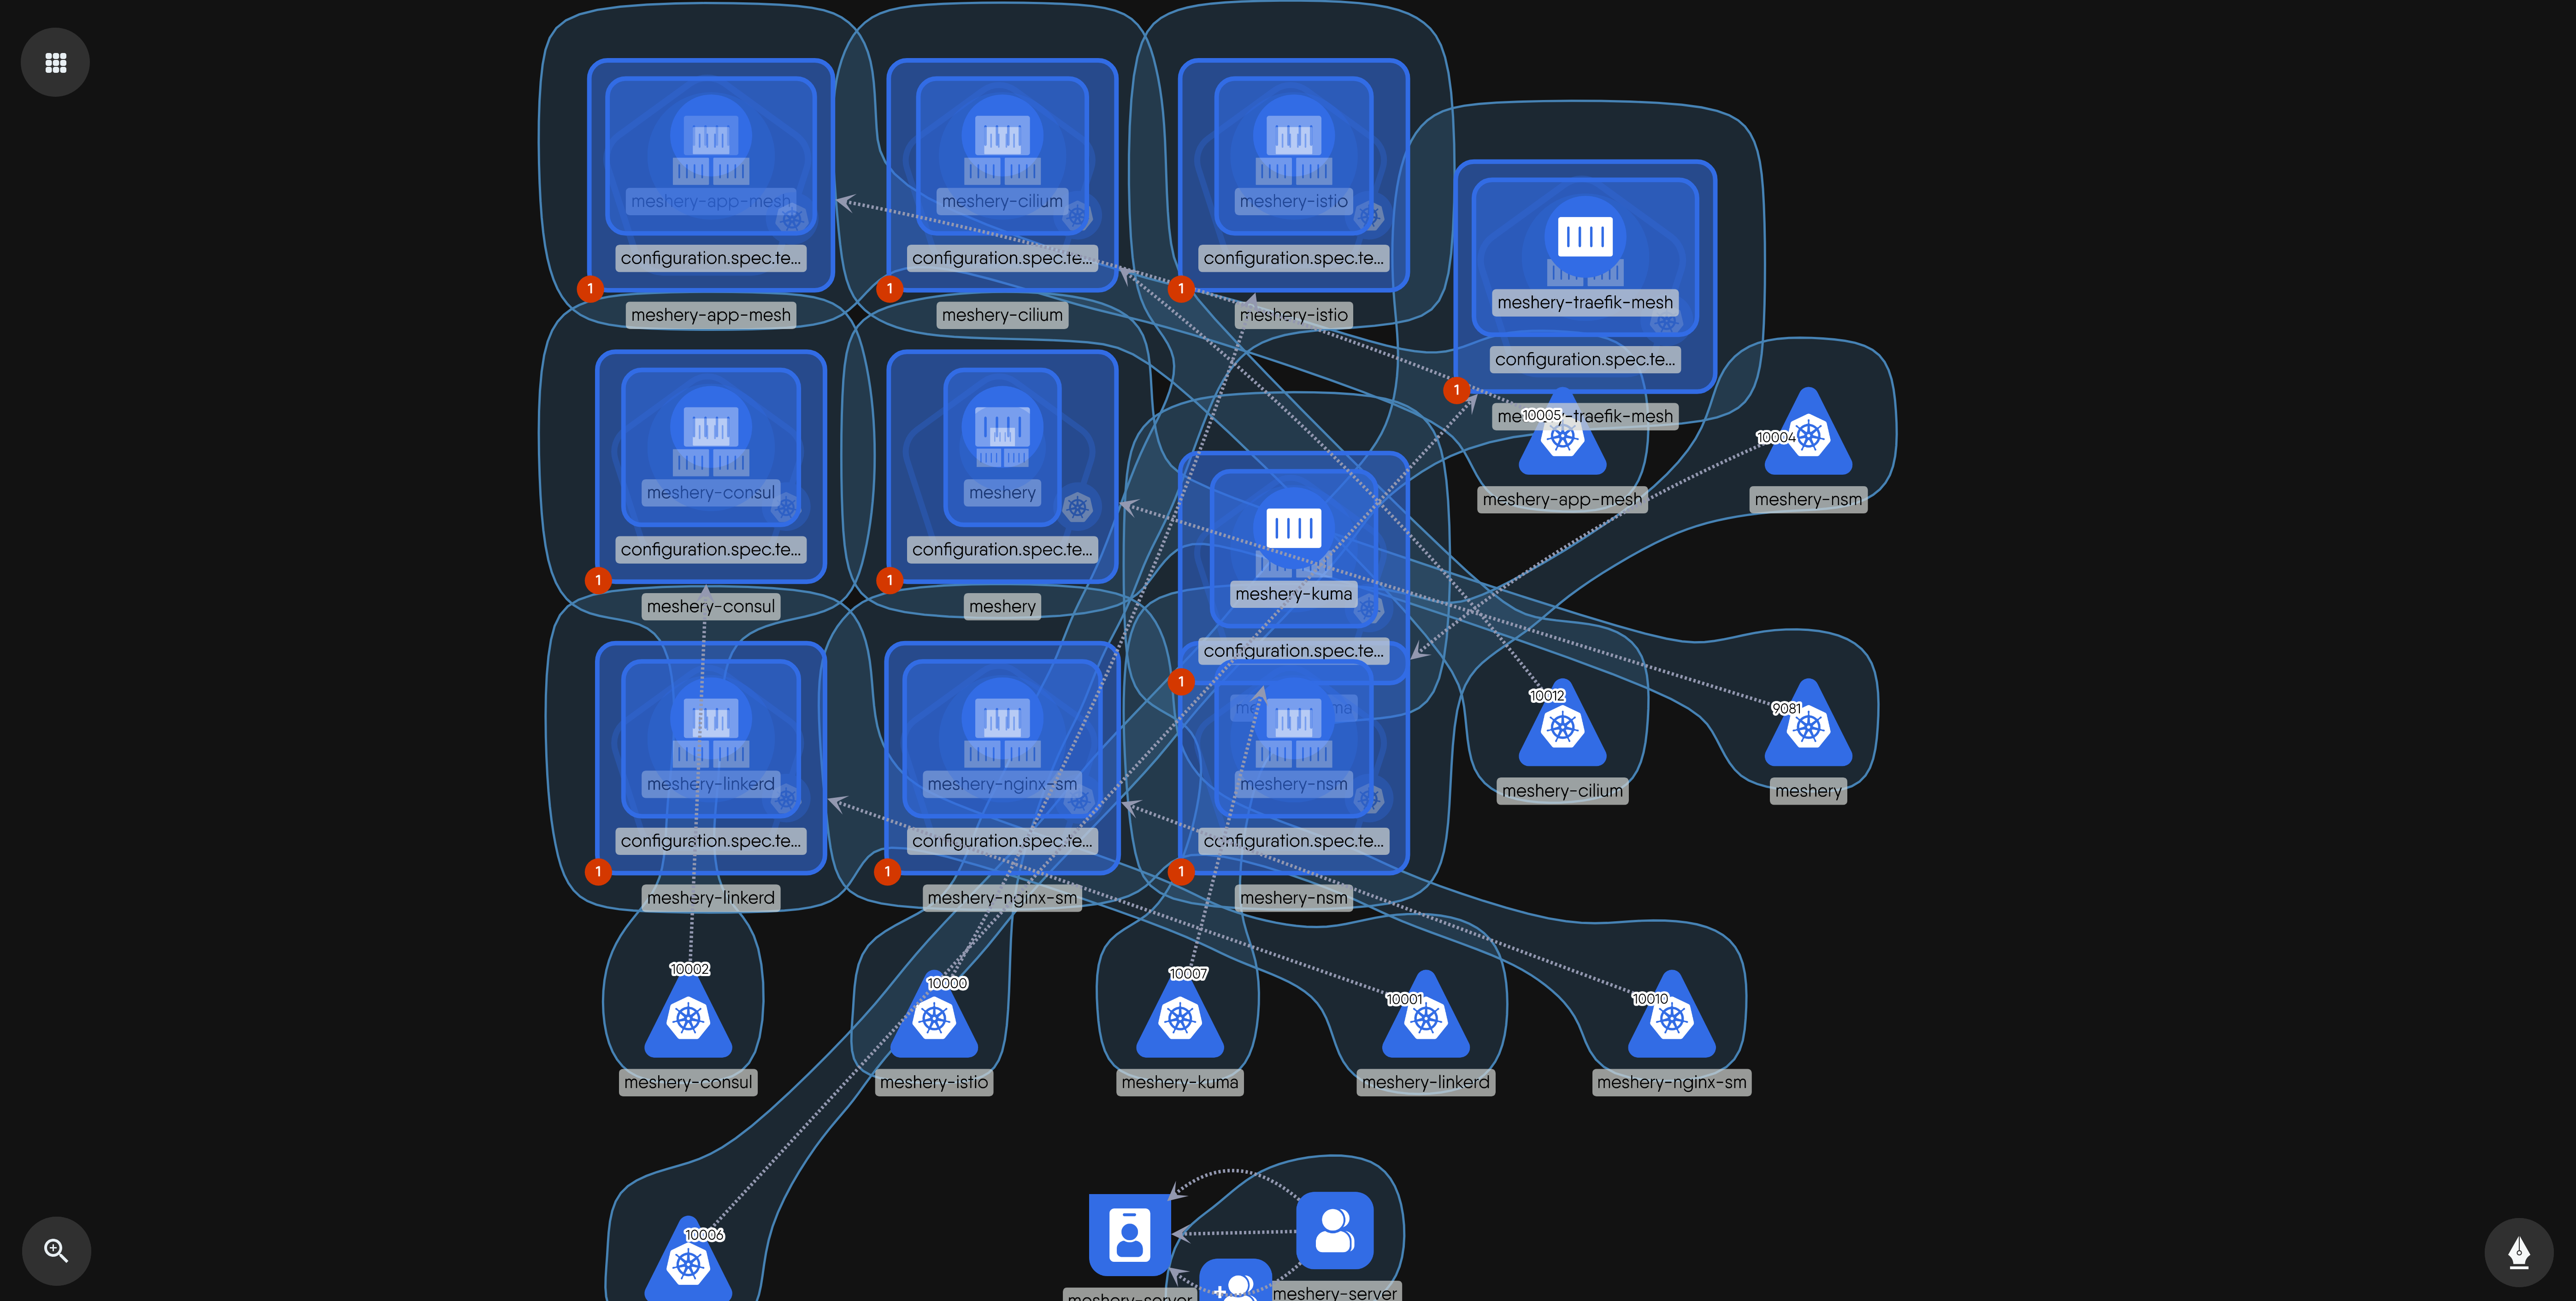 meshery-app-mesh
configuration.spec.te...
1
meshery-app-mesh
meshery-cilium
configuration.spec.te...
1
meshery-cilium
meshery-istio
configuration.spec.te...
1
meshery-istio
meshery-traefik-mesh
configuration.spec.te...
1
-traefik-mesh
10005
meshery-app-mesh
10004
meshery-nsm
meshery-consul
configuration.spec.te...
1
meshery-consul
meshery
configuration.spec.te...
1
meshery
meshery-kuma
configuration.spec.te...
1
10012
meshery-cilium
9081
meshery
meshery-linkerd
configuration.spec.te...
1
meshery-linkerd
meshery-nginx-sm
configuration.spec.te...
1
meshery-nginx-sm
meshery-nsm
configuration.spec.te...
1
meshery-nsm
10002
meshery-consul
10000
meshery-istio
10007
meshery-kuma
10001
meshery-linkerd
10010
meshery-nginx-sm
10006
meshery-server
meshery-server